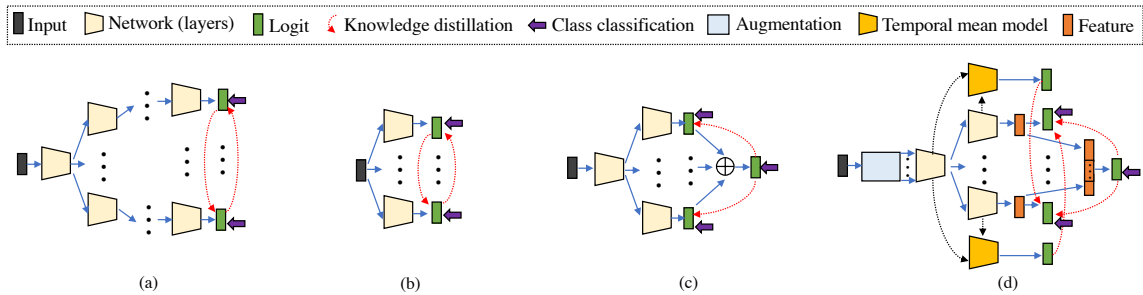 Input Network (layers) Logit Knowledge distillation Class classification Augmentation Temporal mean model Feature
(a) (b) (c) (d)